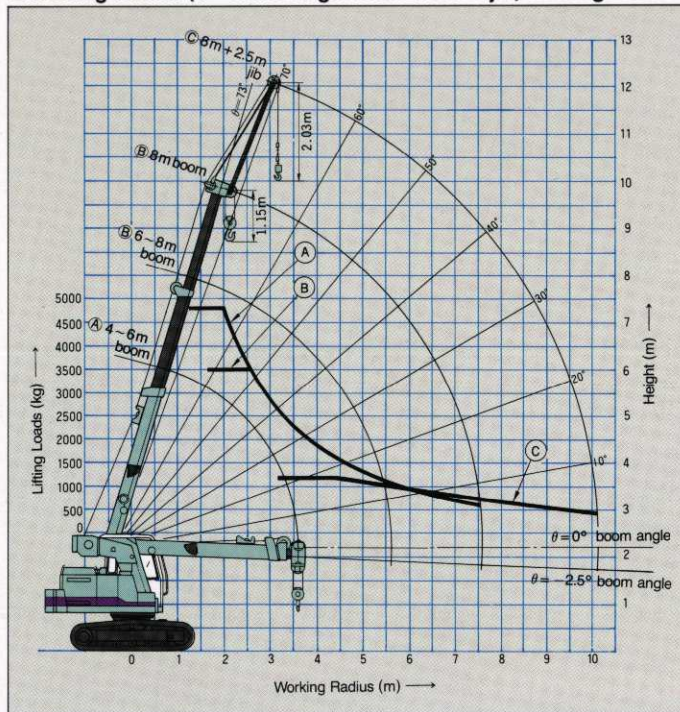 Ⓒ 8m + 2.5m
jib
θ=73°
70°
60°
50°
40°
30°
20°
10°
2.03m
Ⓑ 8m boom
1.15m
Ⓑ 6~8m
boom
Ⓐ 4~6m
boom
Ⓐ
Ⓑ
Ⓒ
Lifting Loads (kg) →
5000
4500
4000
3500
3000
2500
2000
1500
1000
500
0
Height (m) →
13
12
11
10
9
8
7
6
5
4
3
2
1
θ=0° boom angle
θ=−2.5° boom angle
0 1 2 3 4 5 6 7 8 9 10
Working Radius (m) →